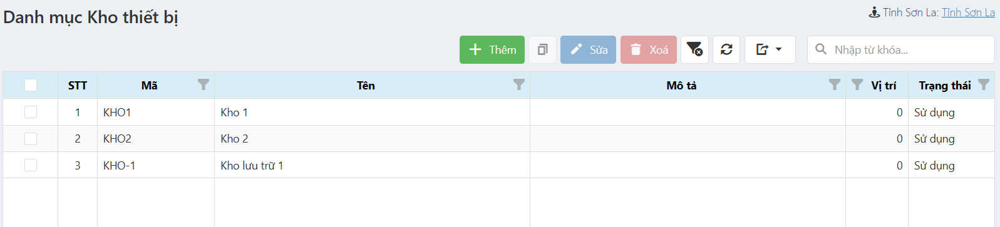 Danh mục Kho thiết bị
Tỉnh Sơn La: Tỉnh Sơn La
Thêm Sửa Xoá Nhập từ khóa...
STT Mã Tên Mô tả Vị trí Trạng thái
1 KHO1 Kho 1 0 Sử dụng
2 KHO2 Kho 2 0 Sử dụng
3 KHO-1 Kho lưu trữ 1 0 Sử dụng